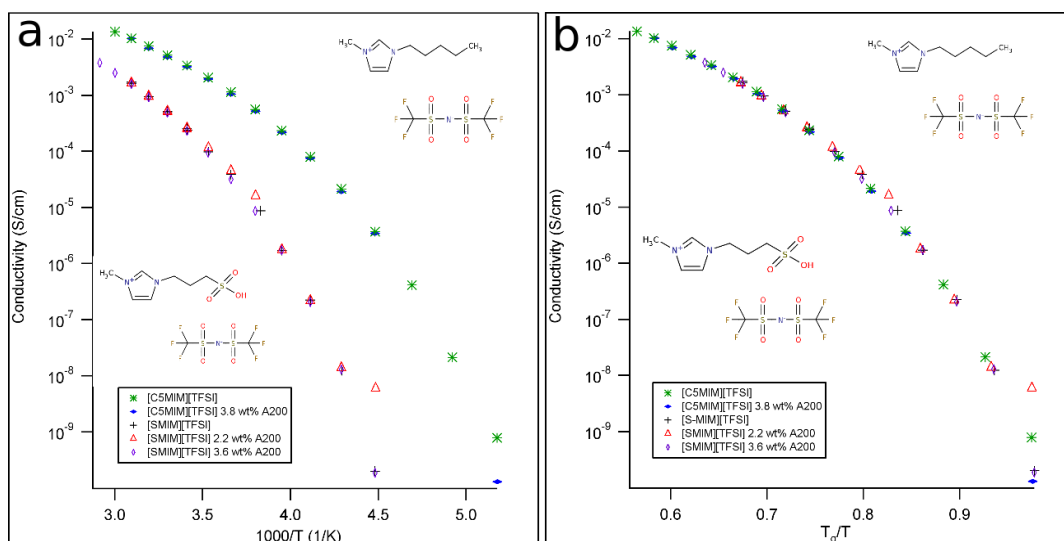 a
10⁻²
10⁻³
10⁻⁴
10⁻⁵
10⁻⁶
10⁻⁷
10⁻⁸
10⁻⁹
Conductivity (S/cm)
H₃C
N⁺
N
CH₃
F
F
F
S
O
O
N⁻
S
O
O
F
F
F
H₃C
N⁺
N
S
O
O
OH
F
F
F
S
O
O
N⁻
S
O
O
F
F
F
[C5MIM][TFSI]
[C5MIM][TFSI] 3.8 wt% A200
[SMIM][TFSI]
[SMIM][TFSI] 2.2 wt% A200
[SMIM][TFSI] 3.6 wt% A200
3.0 3.5 4.0 4.5 5.0
1000/T (1/K)
b
10⁻²
10⁻³
10⁻⁴
10⁻⁵
10⁻⁶
10⁻⁷
10⁻⁸
10⁻⁹
Conductivity (S/cm)
H₃C
N⁺
N
CH₃
F
F
F
S
O
O
N⁻
S
O
O
F
F
F
H₃C
N⁺
N
S
O
O
OH
F
F
F
S
O
O
N⁻
S
O
O
F
F
F
[C5MIM][TFSI]
[C5MIM][TFSI] 3.8 wt% A200
[S-MIM][TFSI]
[SMIM][TFSI] 2.2 wt% A200
[SMIM][TFSI] 3.6 wt% A200
0.6 0.7 0.8 0.9
T_g/T